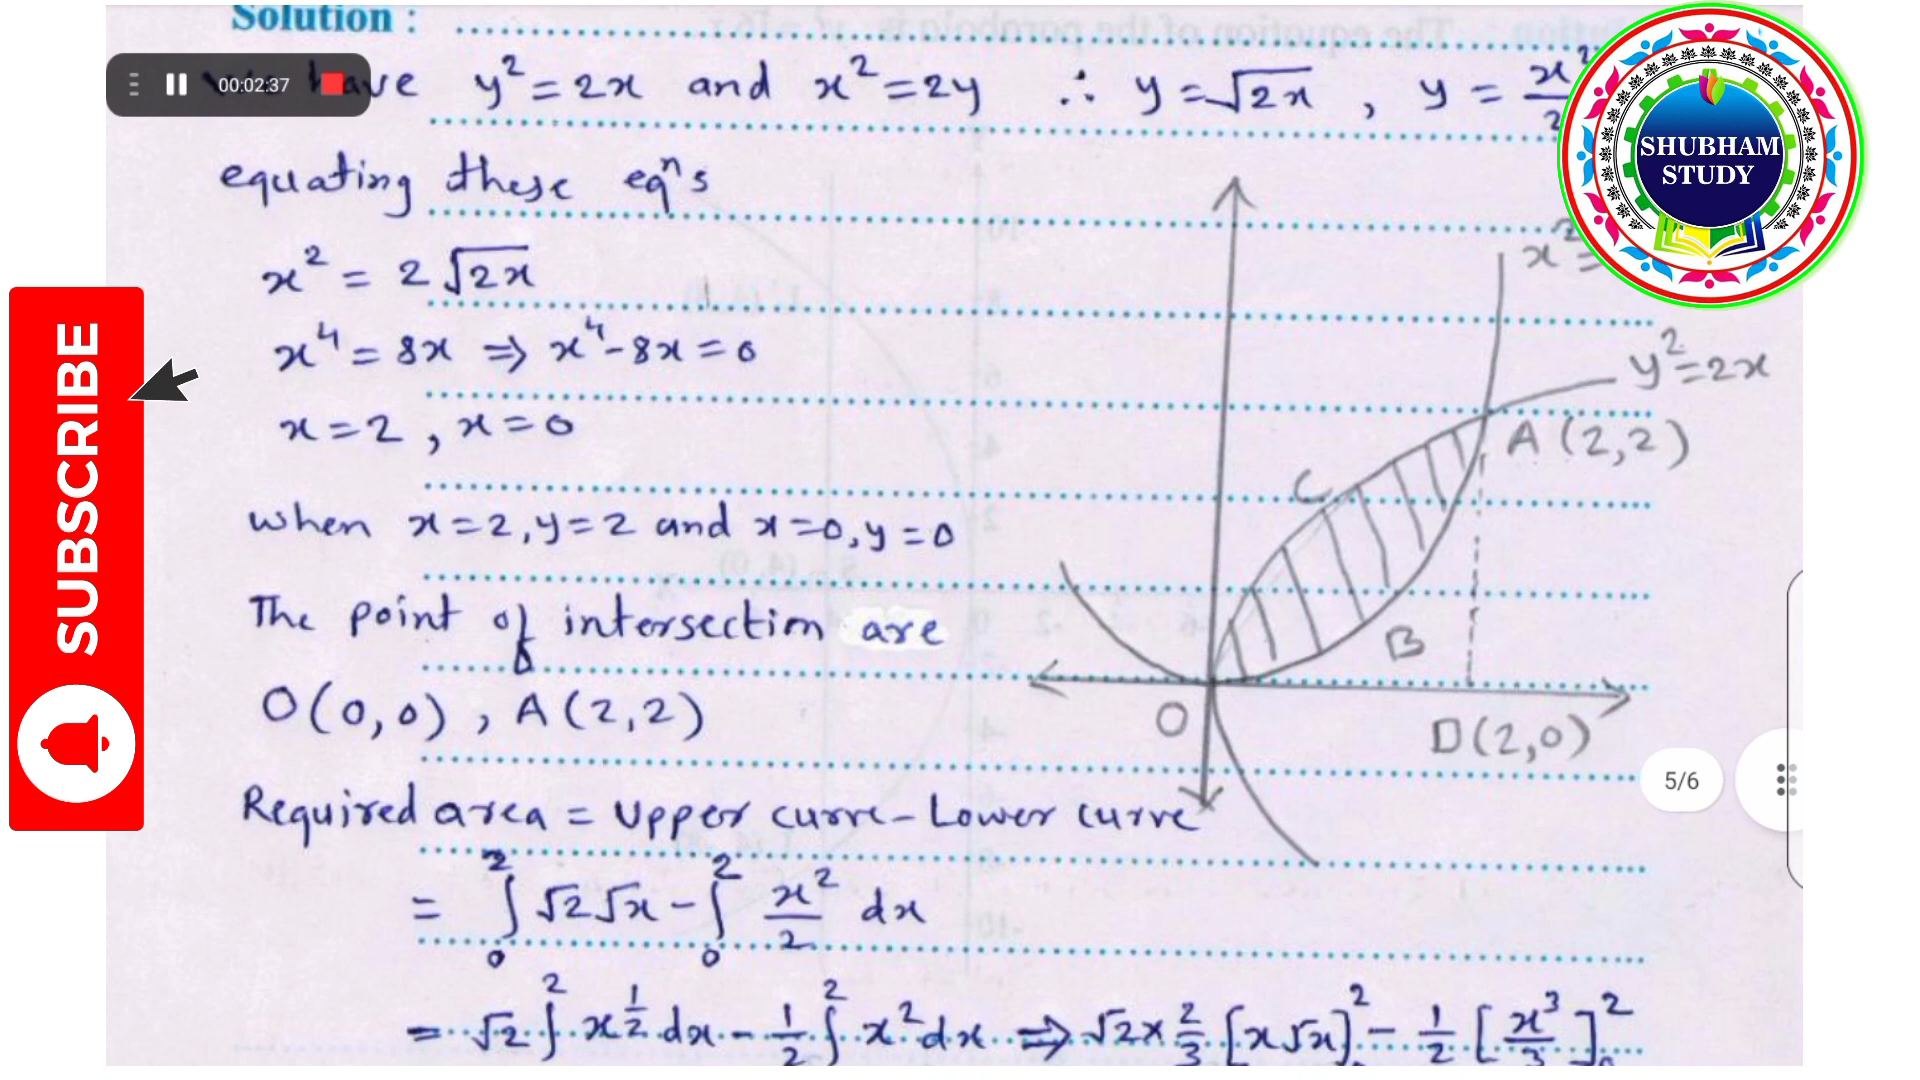 Solution :
have y² = 2x and x² = 2y ∴ y = √2x , y = x²/2
equating these eqⁿs
x² = 2√2x
x⁴ = 8x ⇒ x⁴ - 8x = 0
x = 2 , x = 0
when x = 2, y = 2 and x = 0, y = 0
The point of intersection are
O(0,0) , A(2,2)
Required area = Upper curve - Lower curve
= ∫₀² √2√x - ∫₀² x²/2 dx
= √2 ∫₀² x^½ dx - 1/2 ∫₀² x² dx ⇒ √2 × 2/3 [x√x]₀² - 1/2 [x³/3]₀²
x² =
y² = 2x
A (2,2)
C
B
O
D(2,0)
00:02:37
SHUBHAM
STUDY
SUBSCRIBE
5/6